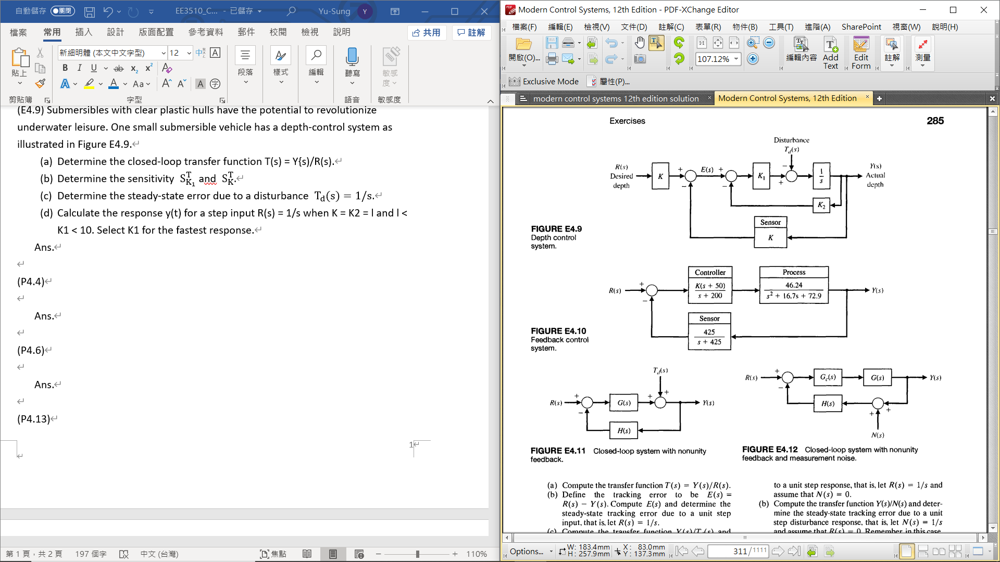 自動儲存 關閉 EE3510_C... - 已儲存 Yu-Sung Y
檔案 常用 插入 設計 版面配置 參考資料 郵件 校閱 檢視 說明 共用 註解
新細明體 (本文中文字型) 12
貼上 段落 樣式 編輯 聽寫 敏感度
剪貼簿 字型 語音 敏感度
(E4.9) Submersibles with clear plastic hulls have the potential to revolutionize
underwater leisure. One small submersible vehicle has a depth-control system as
illustrated in Figure E4.9.
(a) Determine the closed-loop transfer function T(s) = Y{s)/R(s).
(b) Determine the sensitivity S^T_K1 and S^T_K.
(c) Determine the steady-state error due to a disturbance Td(s) = 1/s.
(d) Calculate the response y(t) for a step input R(s) = 1/s when K = K2 = l and l <
K1 < 10. Select K1 for the fastest response.
Ans.
(P4.4)
Ans.
(P4.6)
Ans.
(P4.13)
1
第 1 頁，共 2 頁 197 個字 中文 (台灣) 焦點 110%
Modern Control Systems, 12th Edition - PDF-XChange Editor
檔案(F) 編輯(E) 檢視(V) 文件(D) 註解(C) 表單(R) 物件(B) 工具(T) 進階(A) SharePoint 視窗(W) 說明(H)
開啟(O)... 107.12% 編輯內容 Add Text Edit Form 註解 測量
Exclusive Mode 屬性(P)...
modern control systems 12th edition solution Modern Control Systems, 12th Edition
Exercises 285
Disturbance
Td(s)
R(s)
Desired
depth
K
+
E(s)
+
K1
1/s
Y(s)
Actual
depth
K2
Sensor
K
FIGURE E4.9
Depth control
system.
Controller
K(s + 50)
s + 200
Process
46.24
s² + 16.7s + 72.9
R(s)
Y(s)
Sensor
425
s + 425
FIGURE E4.10
Feedback control
system.
Td(s)
R(s) G(s) Y(s)
H(s)
R(s) Gc(s) G(s) Y(s)
H(s)
N(s)
FIGURE E4.11 Closed-loop system with nonunity
feedback.
FIGURE E4.12 Closed-loop system with nonunity
feedback and measurement noise.
(a) Compute the transfer function T(s) = Y(s)/R(s).
(b) Define the tracking error to be E(s) =
R(s) − Y(s). Compute E(s) and determine the
steady-state tracking error due to a unit step
input, that is, let R(s) = 1/s.
(c) Compute the transfer function Y(s)/Td(s) and
to a unit step response, that is, let R(s) = 1/s and
assume that N(s) = 0.
(b) Compute the transfer function Y(s)/N(s) and deter-
mine the steady-state tracking error due to a unit
step disturbance response, that is, let N(s) = 1/s
and assume that R(s) = 0. Remember, in this case,
Options... W: 183.4mm H: 257.9mm X: 83.0mm Y: 137.3mm 311/1111